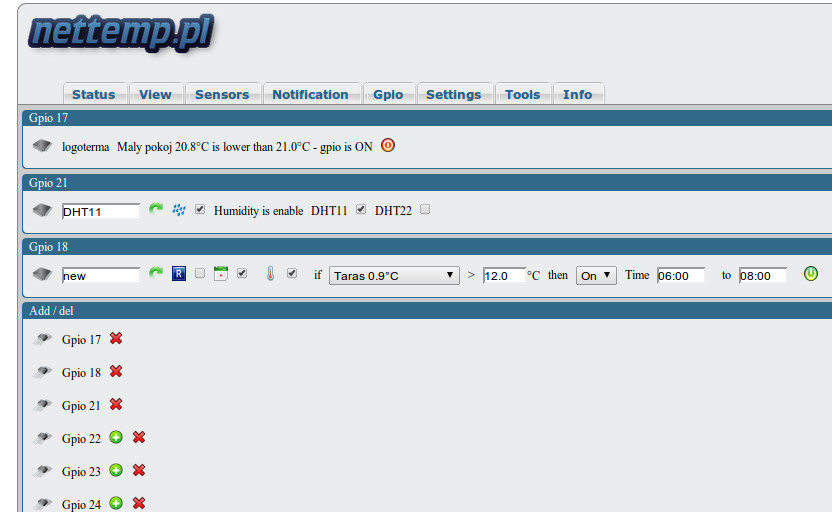 nettemp.pl
Status View Sensors Notification Gpio Settings Tools Info
Gpio 17
logoterma Maly pokoj 20.8°C is lower than 21.0°C - gpio is ON
Gpio 21
DHT11 Humidity is enable DHT11 DHT22
Gpio 18
new R if Taras 0.9°C > 12.0 °C then On Time 06:00 to 08:00
Add / del
Gpio 17
Gpio 18
Gpio 21
Gpio 22
Gpio 23
Gpio 24